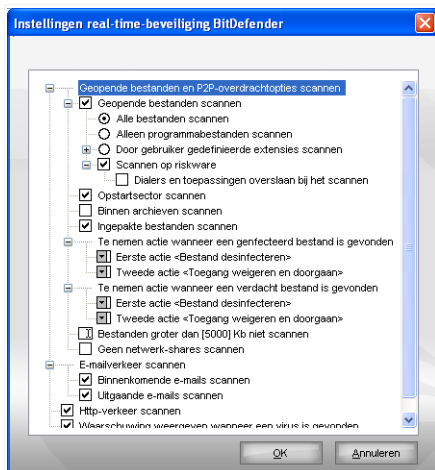 Instellingen real-time-beveiliging BitDefender
Geopende bestanden en P2P-overdrachtopties scannen
Geopende bestanden scannen
Alle bestanden scannen
Alleen programmabestanden scannen
Door gebruiker gedefinieerde extensies scannen
Scannen op riskware
Dialers en toepassingen overslaan bij het scannen
Opstartsector scannen
Binnen archieven scannen
Ingepakte bestanden scannen
Te nemen actie wanneer een genfecteerd bestand is gevonden
Eerste actie <Bestand desinfecteren>
Tweede actie <Toegang weigeren en doorgaan>
Te nemen actie wanneer een verdacht bestand is gevonden
Eerste actie <Bestand desinfecteren>
Tweede actie <Toegang weigeren en doorgaan>
Bestanden groter dan [5000] Kb niet scannen
Geen netwerk-shares scannen
E-mailverkeer scannen
Binnenkomende e-mails scannen
Uitgaande e-mails scannen
Http-verkeer scannen
Waarschuwing weergeven wanneer een virus is gevonden
OK
Annuleren